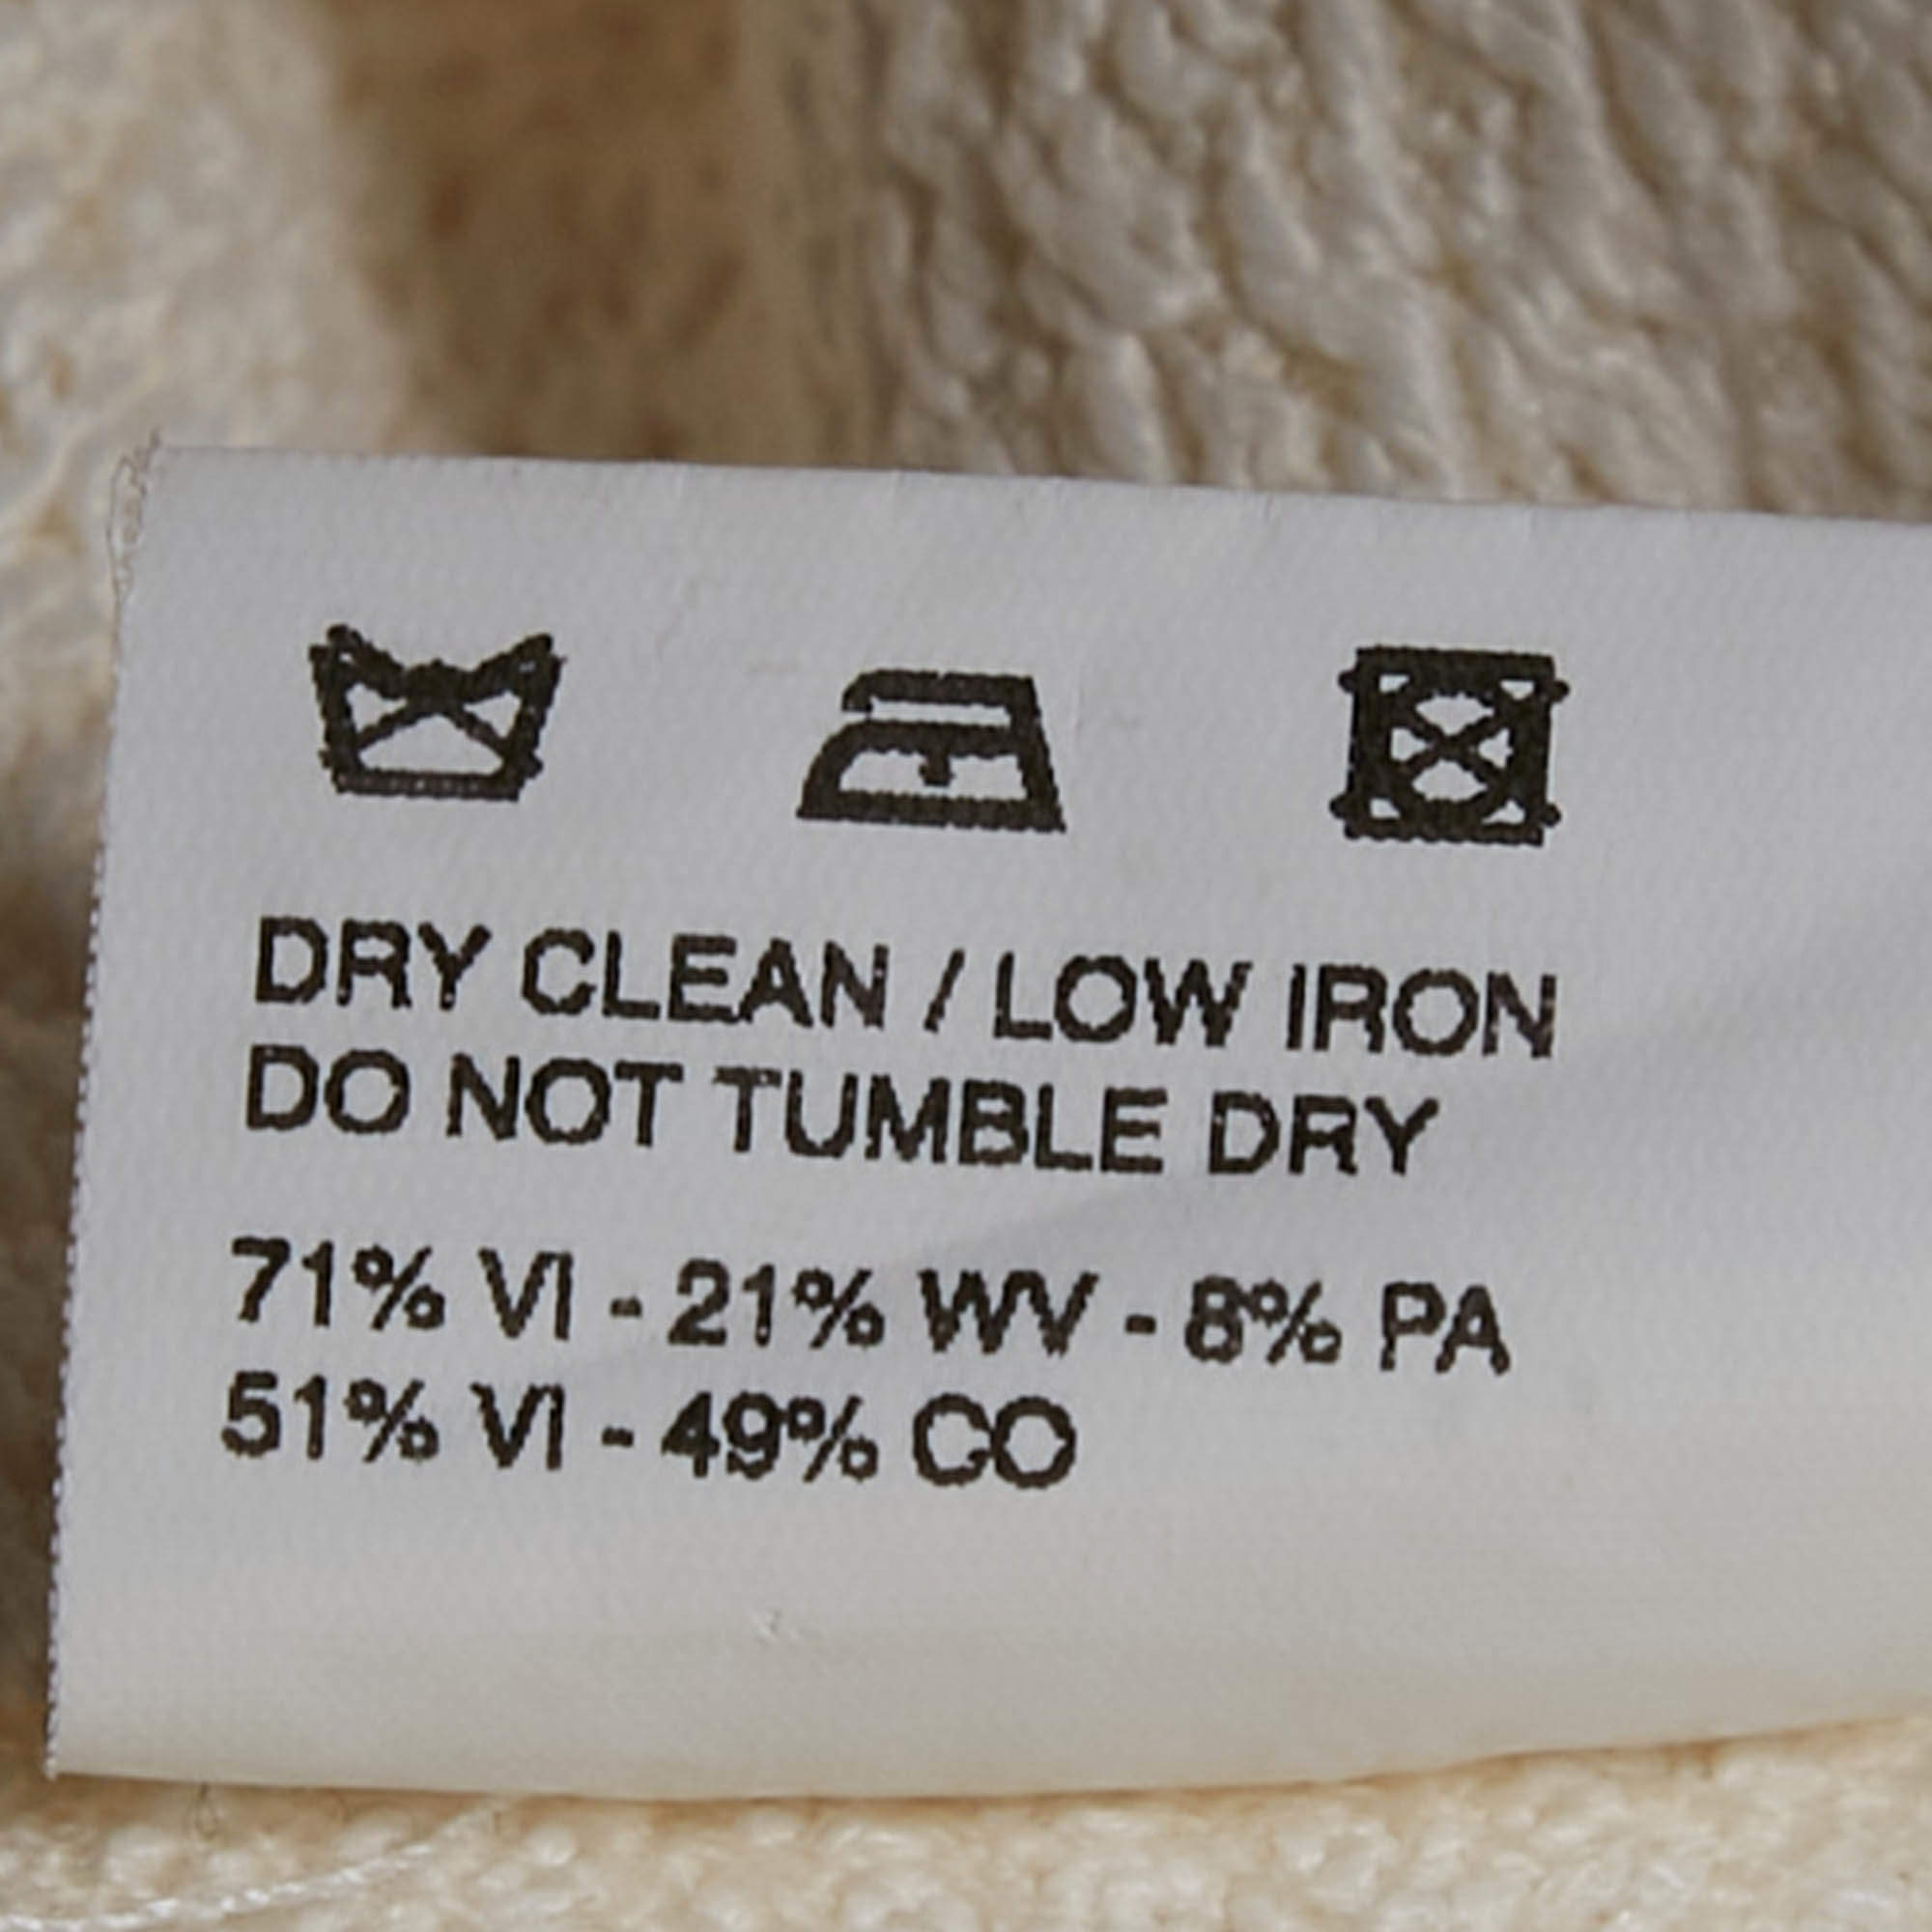 DRY CLEAN / LOW IRON
DO NOT TUMBLE DRY
71% VI - 21% WV - 8% PA
51% VI - 49% CO